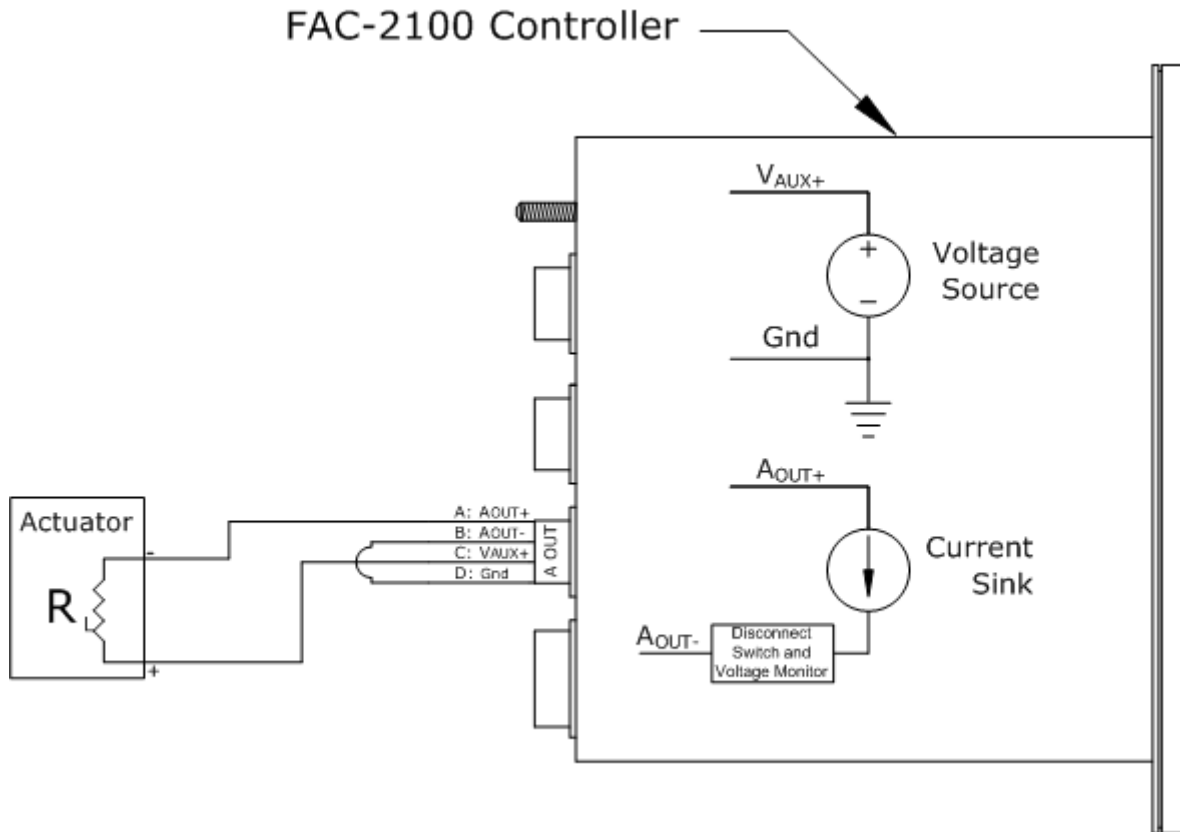 FAC-2100 Controller
VAUX+
+
Voltage
Source
−
Gnd
AOUT+
Current
Sink
AOUT-
Disconnect
Switch and
Voltage Monitor
A: AOUT+
B: AOUT-
C: VAUX+
D: Gnd
A OUT
Actuator
-
RL
+